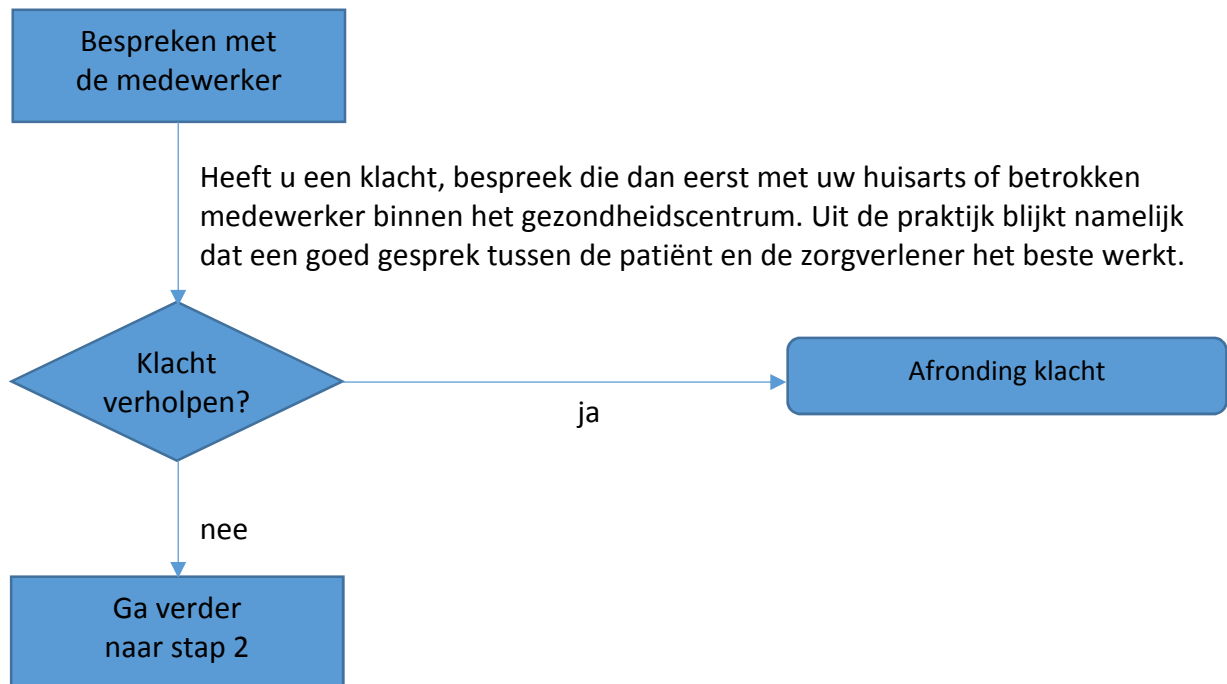 Bespreken met
de medewerker
Heeft u een klacht, bespreek die dan eerst met uw huisarts of betrokken
medewerker binnen het gezondheidscentrum. Uit de praktijk blijkt namelijk
dat een goed gesprek tussen de patiënt en de zorgverlener het beste werkt.
Klacht
verholpen?
Afronding klacht
ja
nee
Ga verder
naar stap 2